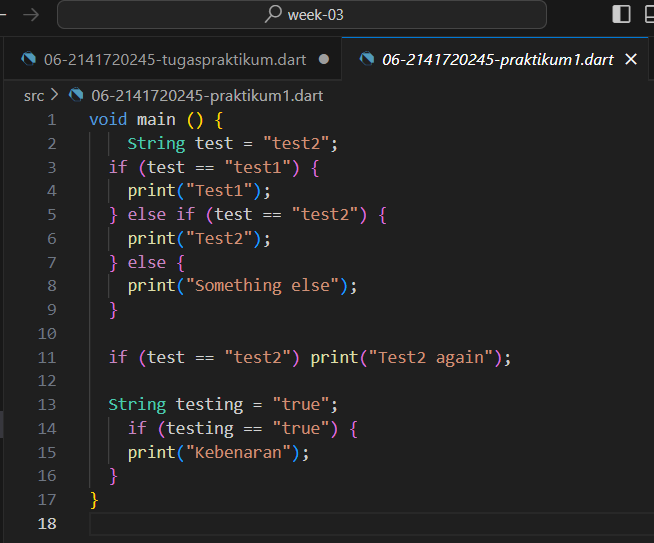 week-03
06-2141720245-tugaspraktikum.dart
06-2141720245-praktikum1.dart
src > 06-2141720245-praktikum1.dart
1 void main () {
2 String test = "test2";
3 if (test == "test1") {
4 print("Test1");
5 } else if (test == "test2") {
6 print("Test2");
7 } else {
8 print("Something else");
9 }
10
11 if (test == "test2") print("Test2 again");
12
13 String testing = "true";
14 if (testing == "true") {
15 print("Kebenaran");
16 }
17 }
18